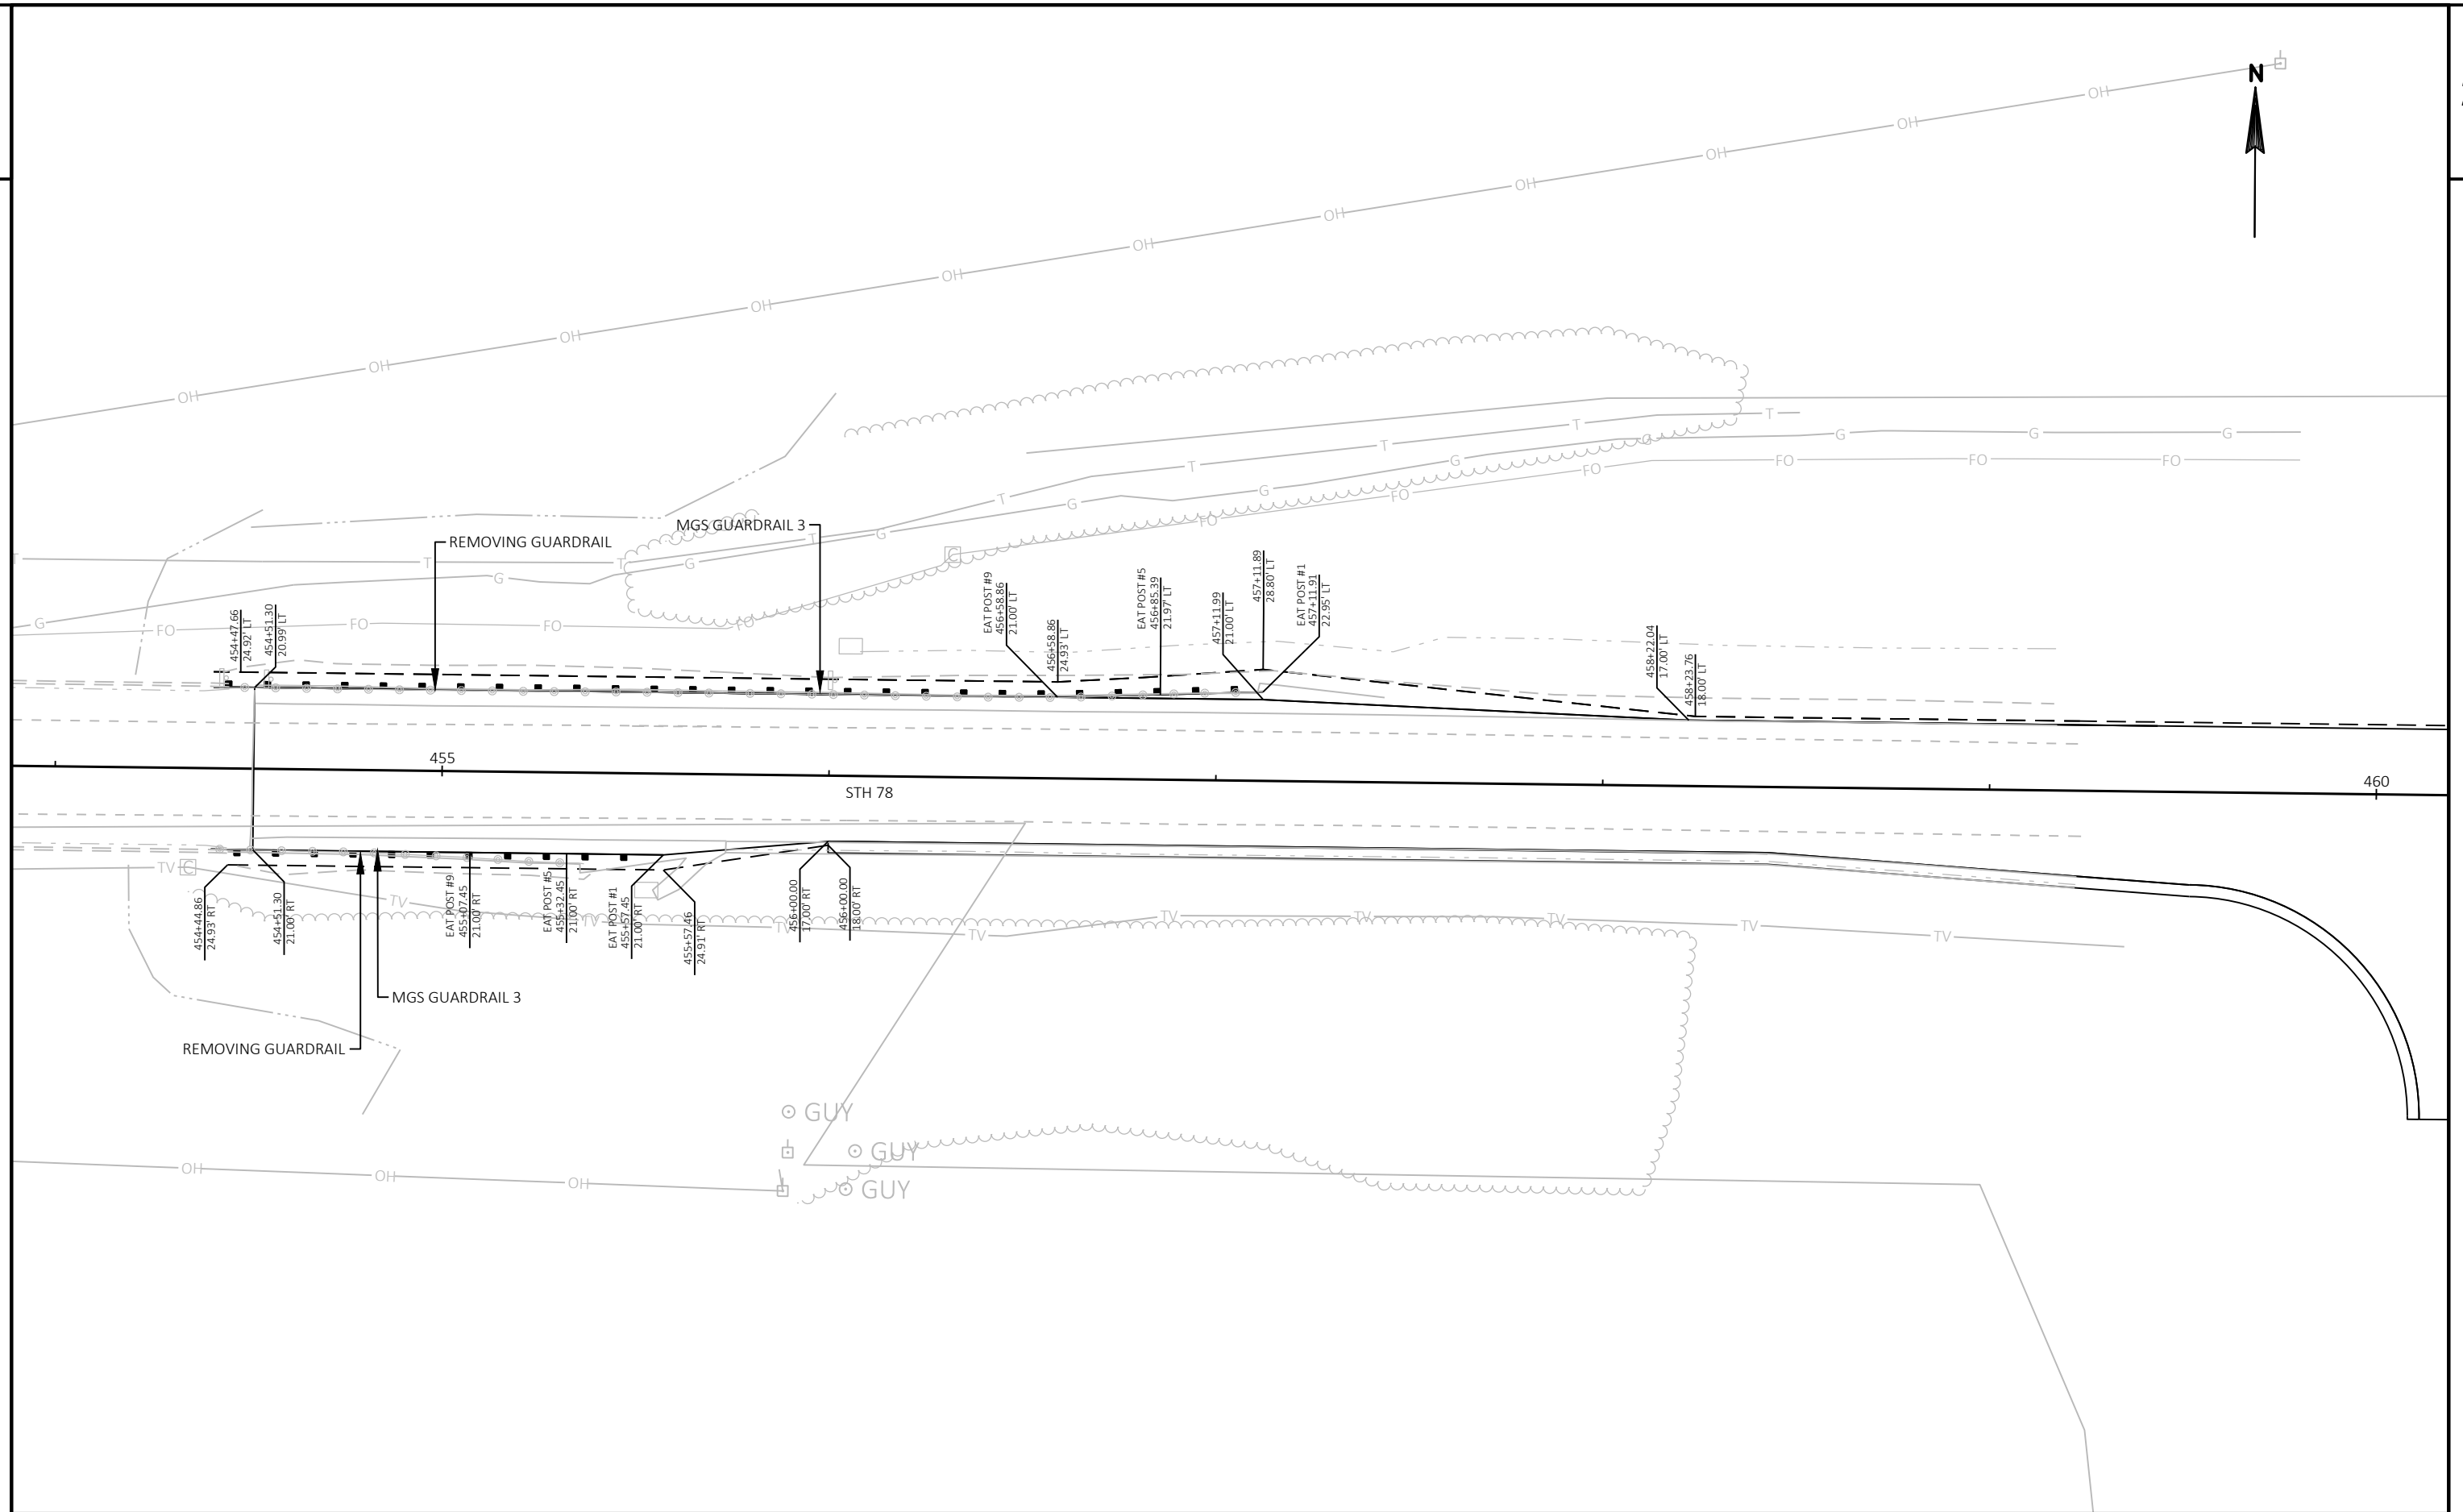 N
OH
OH
OH
OH
OH
OH
OH
OH
OH
OH
OH
T
T
T
T
T
T
T
T
G
G
G
G
G
G
G
G
G
G
G
FO
FO
FO
FO
FO
FO
FO
FO
FO
FO
C
MGS GUARDRAIL 3
REMOVING GUARDRAIL
454+47.66
24.92' LT
454+51.30
20.99' LT
EAT POST #9
456+58.86
21.00' LT
456+58.86
24.93' LT
EAT POST #5
456+85.39
21.97' LT
457+11.99
21.00' LT
457+11.89
28.80' LT
EAT POST #1
457+11.91
22.95' LT
458+22.04
17.00' LT
458+23.76
18.00' LT
455
STH 78
460
TV
C
TV
TV
TV
TV
TV
TV
TV
TV
TV
454+44.86
24.93' RT
454+51.30
21.00' RT
EAT POST #9
455+07.45
21.00' RT
EAT POST #5
455+32.45
21.00' RT
EAT POST #1
455+57.45
21.00' RT
455+57.46
24.91' RT
456+00.00
17.00' RT
456+00.00
18.00' RT
MGS GUARDRAIL 3
REMOVING GUARDRAIL
GUY
GUY
GUY
OH
OH
OH